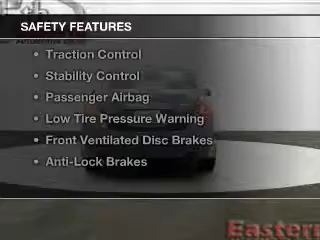 SAFETY FEATURES
• Traction Control
• Stability Control
• Passenger Airbag
• Low Tire Pressure Warning
• Front Ventilated Disc Brakes
• Anti-Lock Brakes
Eastern